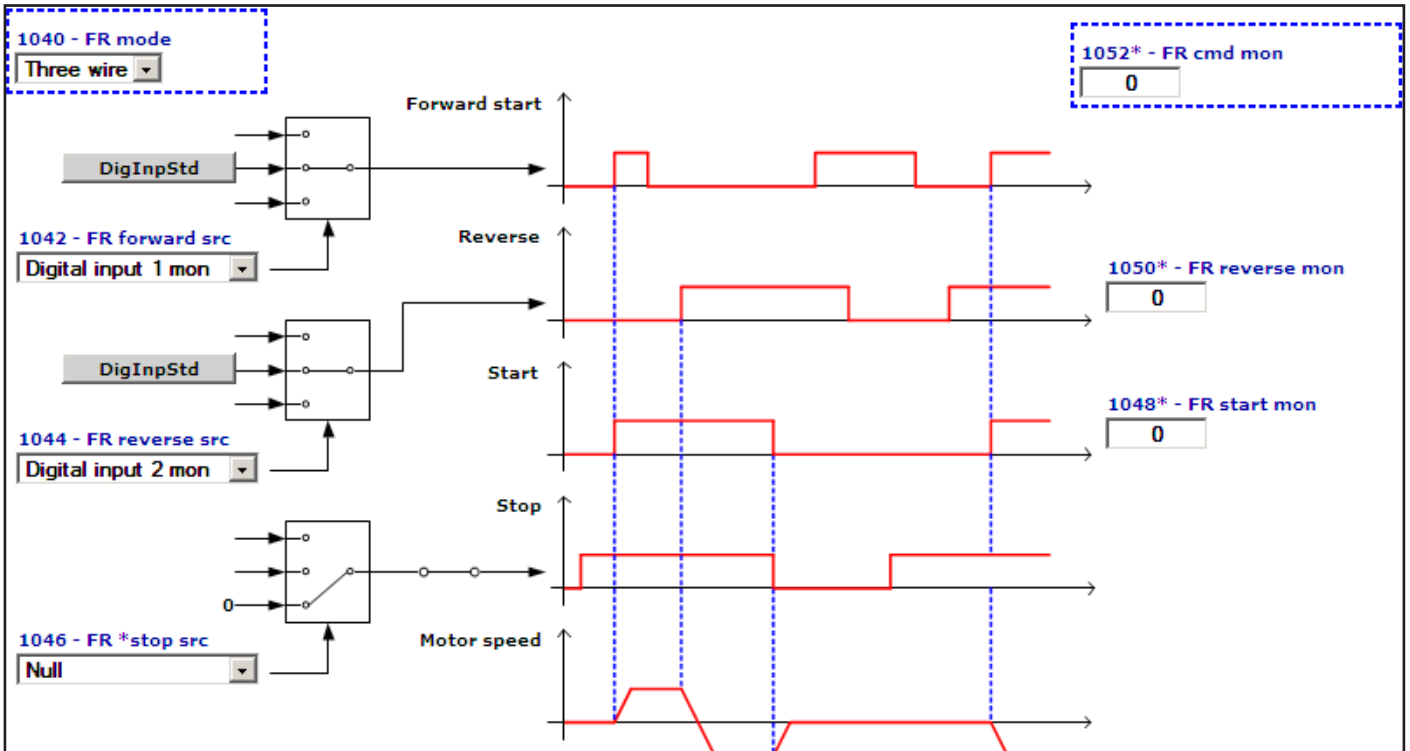 1040 - FR mode
Three wire
1052* - FR cmd mon
0
Forward start
DigInpStd
1042 - FR forward src
Digital input 1 mon
Reverse
1050* - FR reverse mon
0
DigInpStd
Start
1048* - FR start mon
0
1044 - FR reverse src
Digital input 2 mon
Stop
0
1046 - FR *stop src
Null
Motor speed